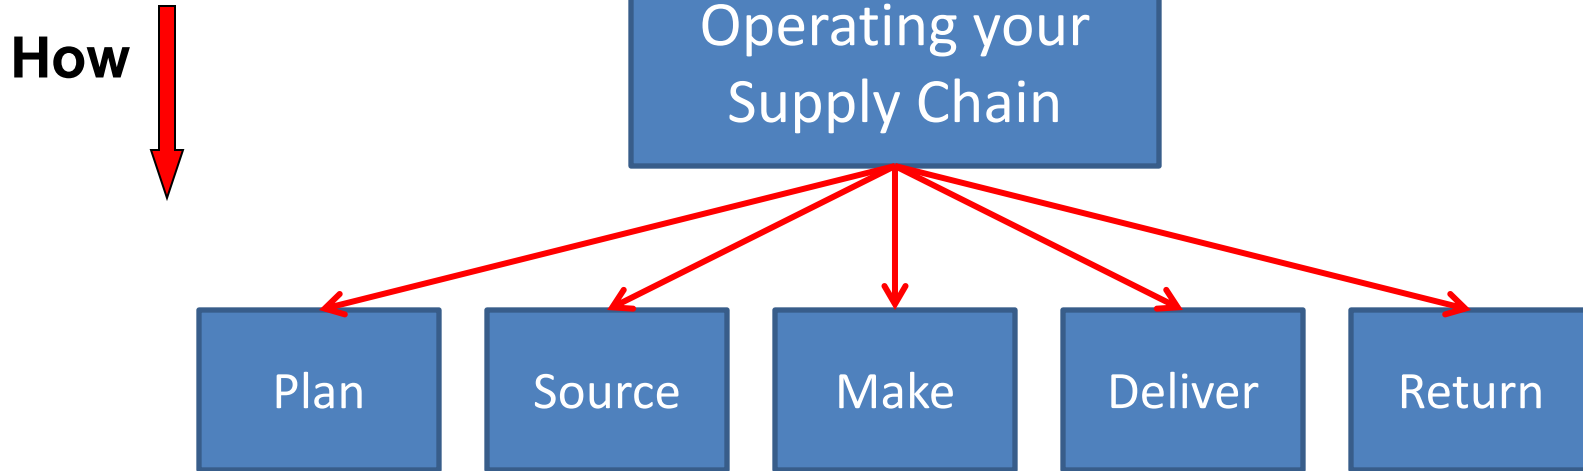 How
Operating your
Supply Chain
Plan
Source
Make
Deliver
Return